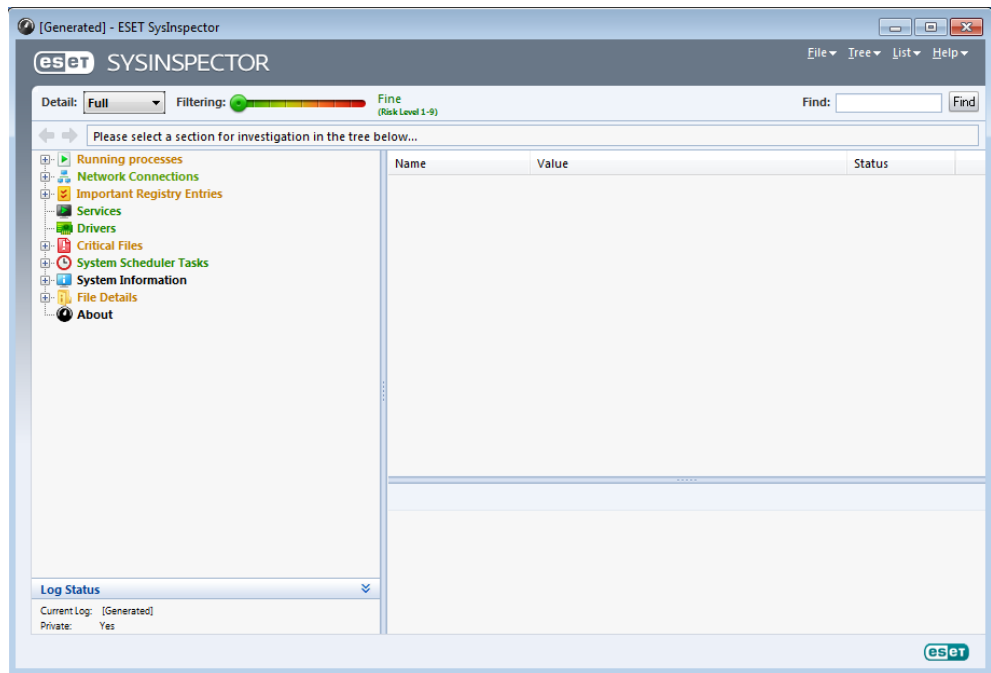 [Generated] - ESET SysInspector
eset SYSINSPECTOR
File Tree List Help
Detail: Full Filtering: Fine Find: Find
(Risk Level 1-9)
Please select a section for investigation in the tree below...
Running processes
Network Connections
Important Registry Entries
Services
Drivers
Critical Files
System Scheduler Tasks
System Information
File Details
About
Name Value Status
Log Status
Current Log: [Generated]
Private: Yes
eset